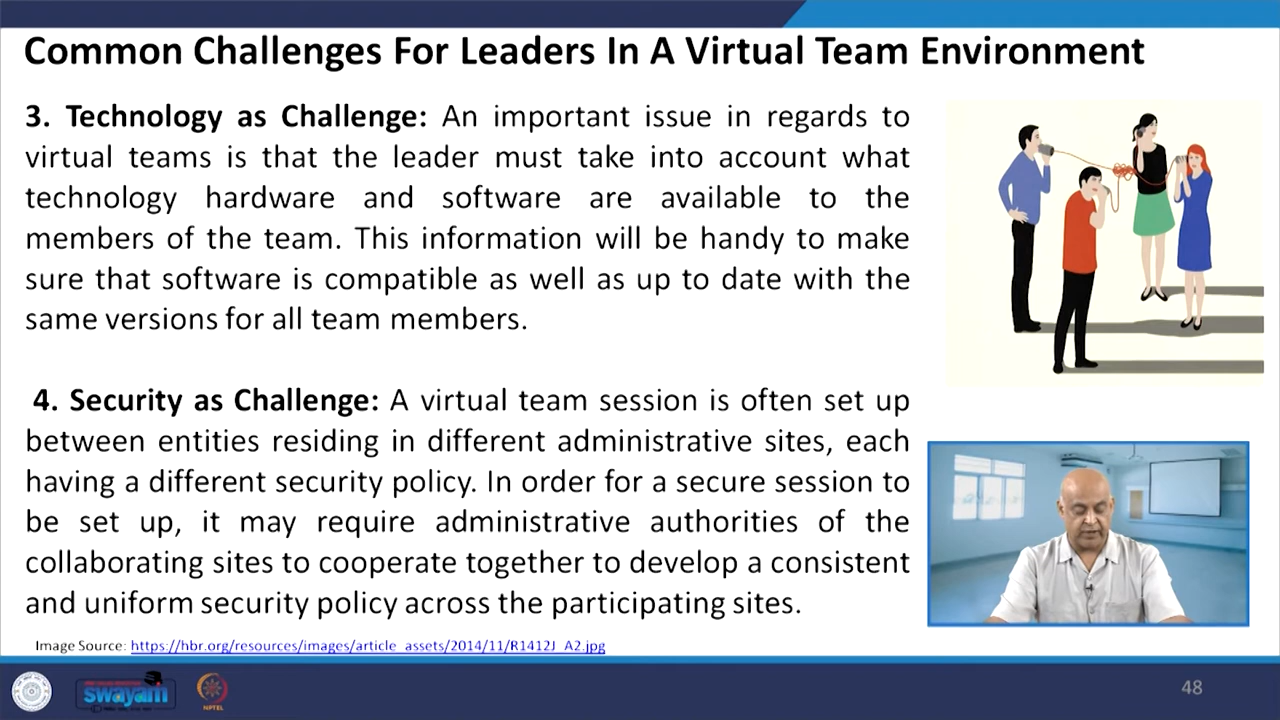 Common Challenges For Leaders In A Virtual Team Environment
3. Technology as Challenge: An important issue in regards to
virtual teams is that the leader must take into account what
technology hardware and software are available to the
members of the team. This information will be handy to make
sure that software is compatible as well as up to date with the
same versions for all team members.
4. Security as Challenge: A virtual team session is often set up
between entities residing in different administrative sites, each
having a different security policy. In order for a secure session to
be set up, it may require administrative authorities of the
collaborating sites to cooperate together to develop a consistent
and uniform security policy across the participating sites.
Image Source: https://hbr.org/resources/images/article_assets/2014/11/R1412J_A2.jpg
swayam
NPTEL
48